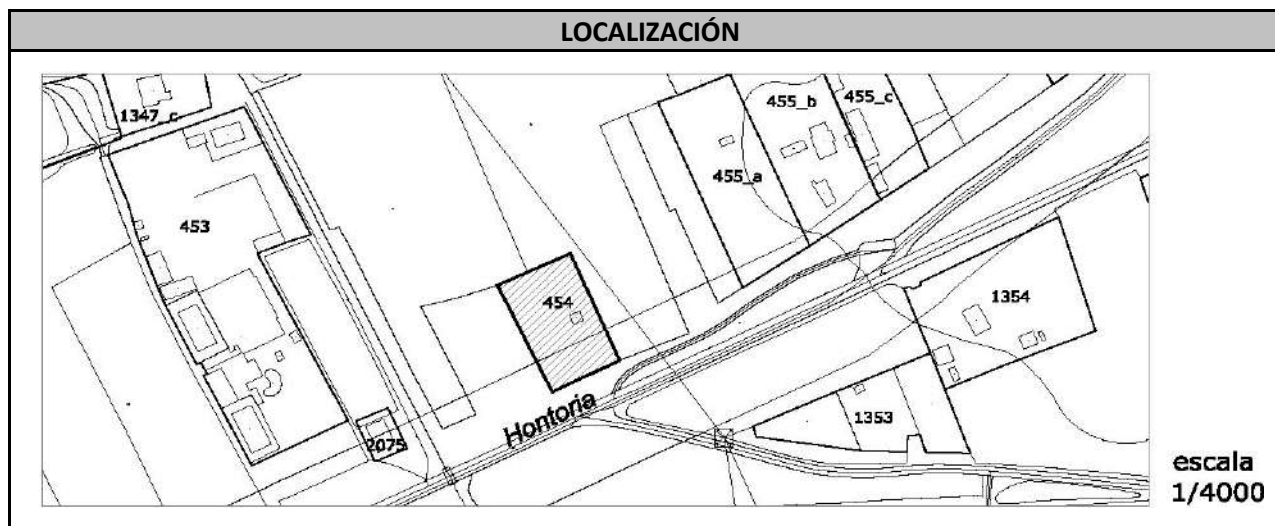 LOCALIZACIÓN
1347_c
455_b
455_c
455_a
453
454
1354
Hontoria
1353
2075
escala
1/4000